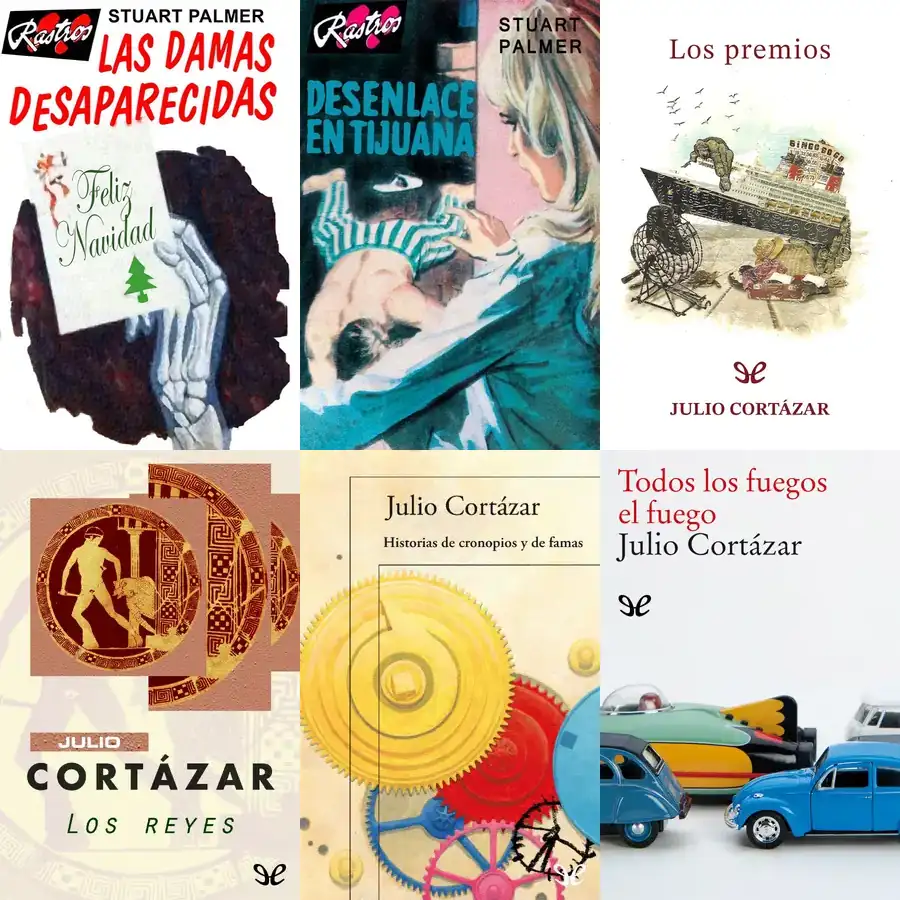 Rastros
STUART PALMER
LAS DAMAS
DESAPARECIDAS
Feliz
Navidad
Rastros
STUART
PALMER
DESENLACE
EN TIJUANA
Los premios
JULIO CORTÁZAR
JULIO
CORTÁZAR
LOS REYES
Julio Cortázar
Historias de cronopios y de famas
Todos los fuegos
el fuego
Julio Cortázar